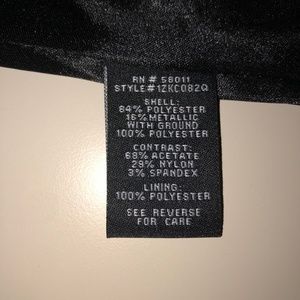 RN # 58011
STYLE#1ZKC082Q
SHELL:
84% POLYESTER
16% METALLIC
WITH GROUND
100% POLYESTER
CONTRAST:
68% ACETATE
29% NYLON
3% SPANDEX
LINING:
100% POLYESTER
SEE REVERSE
FOR CARE